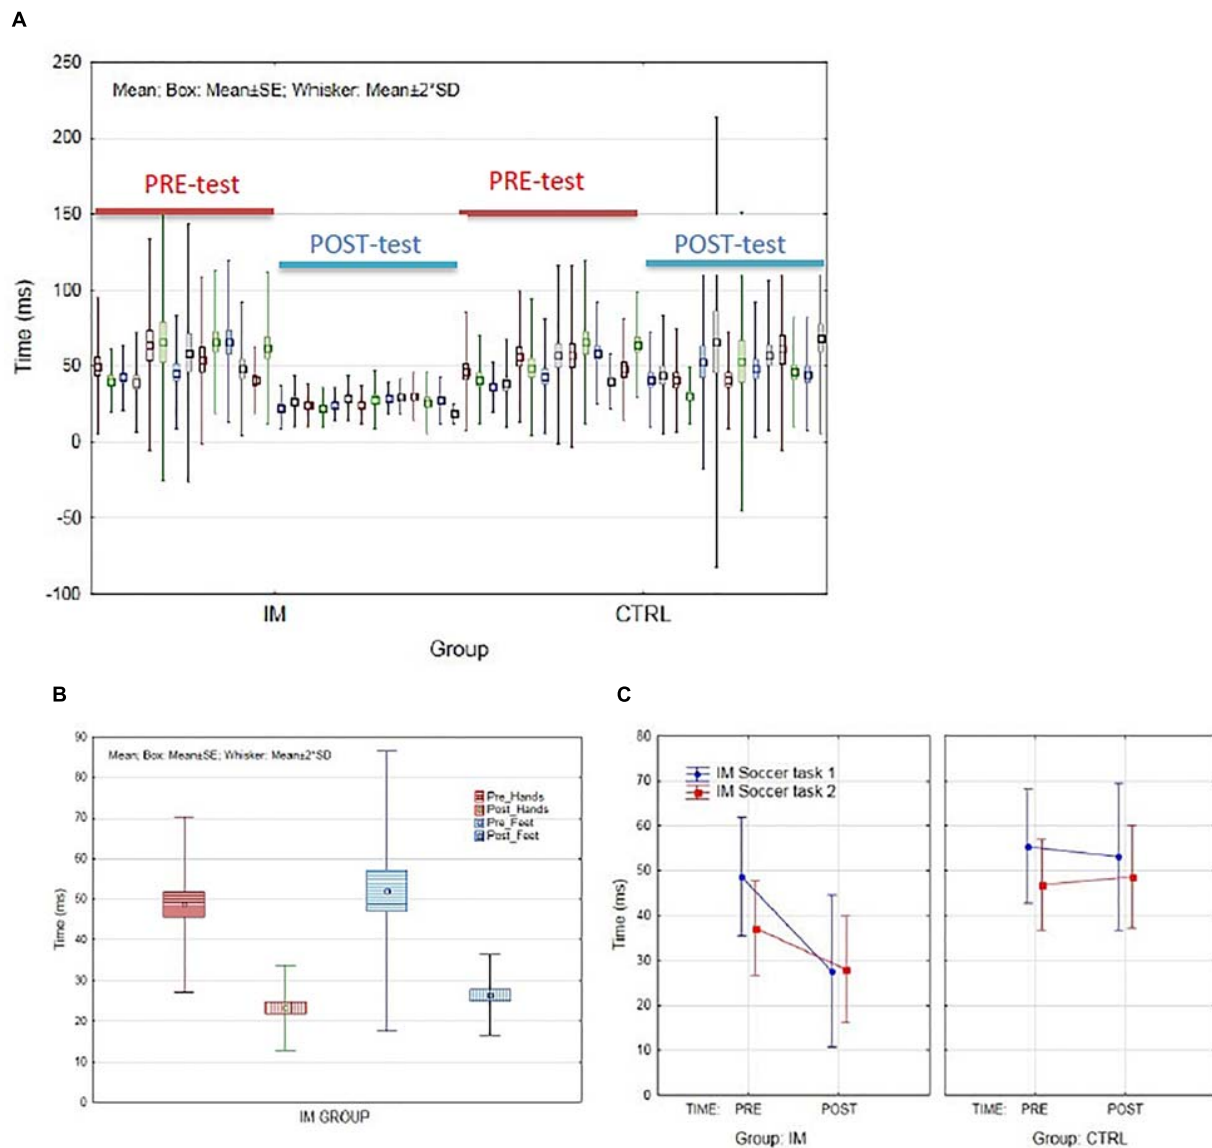 A
250
Mean; Box: Mean±SE; Whisker: Mean±2*SD
200
PRE-test
PRE-test
150
POST-test
POST-test
100
Time (ms)
50
0
-50
-100
IM
CTRL
Group
B
90
Mean; Box: Mean±SE; Whisker: Mean±2*SD
80
Pre_Hands
Post_Hands
Pre_Feet
Post_Feet
70
60
50
Time (ms)
40
30
20
10
0
IM GROUP
C
80
IM Soccer task 1
IM Soccer task 2
70
60
50
Time (ms)
40
30
20
10
0
TIME: PRE POST
TIME: PRE POST
Group: IM
Group: CTRL